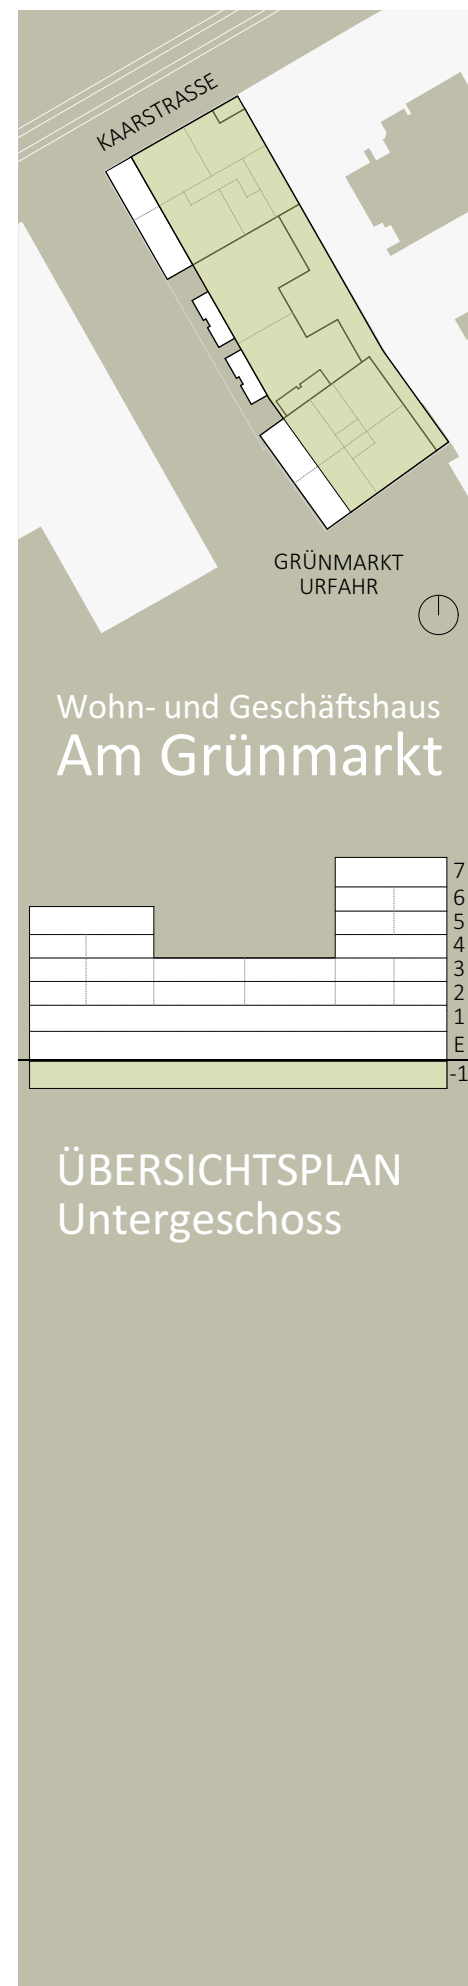 KAARSTRASSE
GRÜNMARKT
URFAHR
Wohn- und Geschäftshaus
Am Grünmarkt
7
6
5
4
3
2
1
E
-1
ÜBERSICHTSPLAN
Untergeschoss